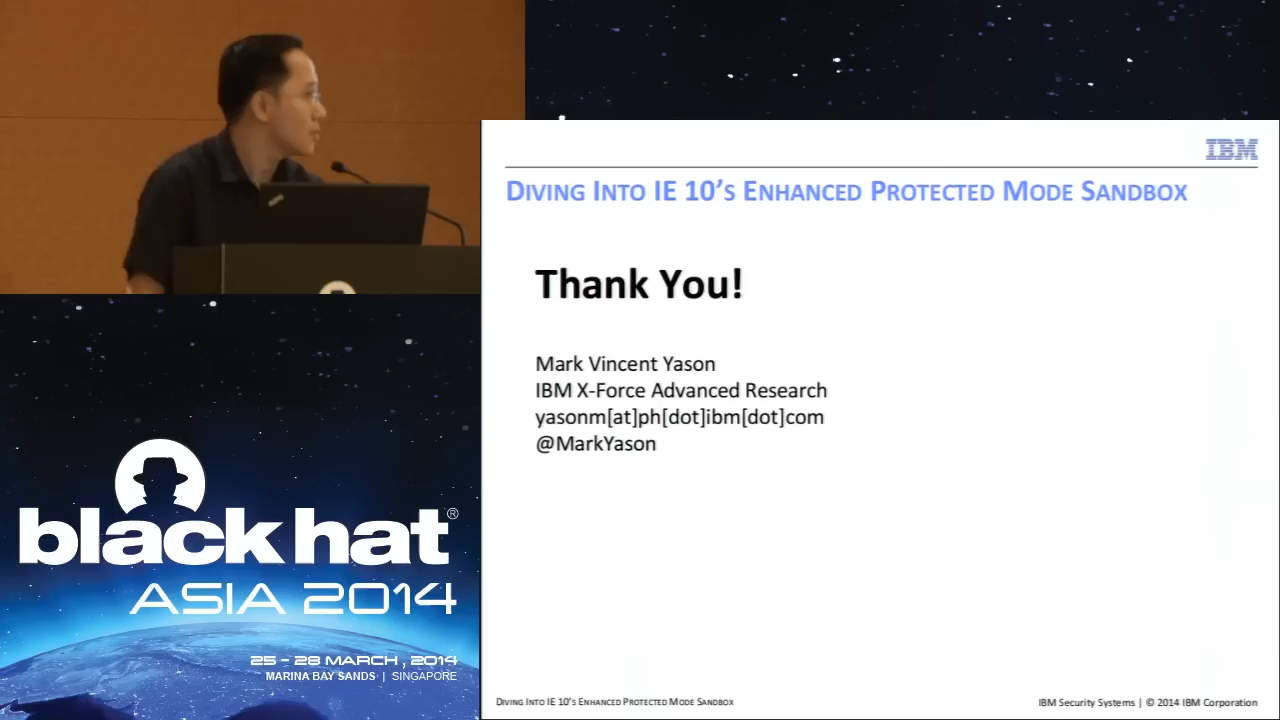 IBM
DIVING INTO IE 10'S ENHANCED PROTECTED MODE SANDBOX
Thank You!
Mark Vincent Yason
IBM X-Force Advanced Research
yasonm[at]ph[dot]ibm[dot]com
@MarkYason
black hat®
ASIA 2014
25 - 28 MARCH, 2014
MARINA BAY SANDS | SINGAPORE
DIVING INTO IE 10'S ENHANCED PROTECTED MODE SANDBOX
IBM Security Systems | © 2014 IBM Corporation